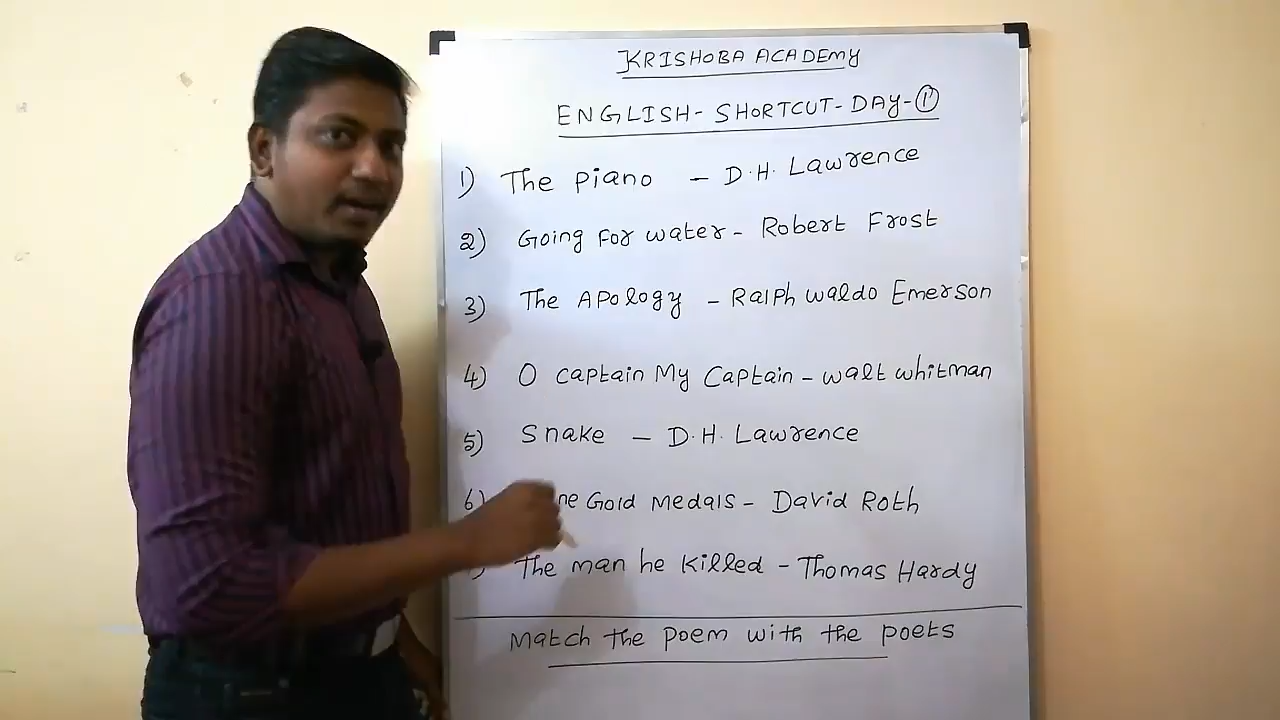 KRISHOBA ACADEMY
ENGLISH - SHORTCUT - DAY - 1
1) The Piano - D.H. Lawrence
2) Going For water - Robert Frost
3) The Apology - Ralph waldo Emerson
4) O captain My Captain - walt whitman
5) Snake - D.H. Lawrence
6) Gold Medals - David Roth
The man he killed - Thomas Hardy
Match the poem with the poets